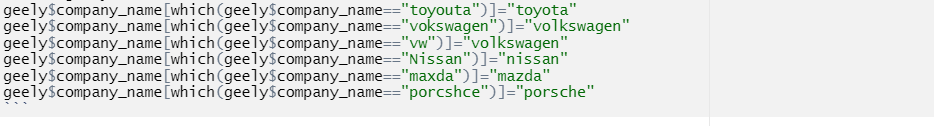 geely$company_name[which(geely$company_name=="toyouta")]="toyota"
geely$company_name[which(geely$company_name=="vokswagen")]="volkswagen"
geely$company_name[which(geely$company_name=="vw")]="volkswagen"
geely$company_name[which(geely$company_name=="Nissan")]="nissan"
geely$company_name[which(geely$company_name=="maxda")]="mazda"
geely$company_name[which(geely$company_name=="porcshce")]="porsche"
```